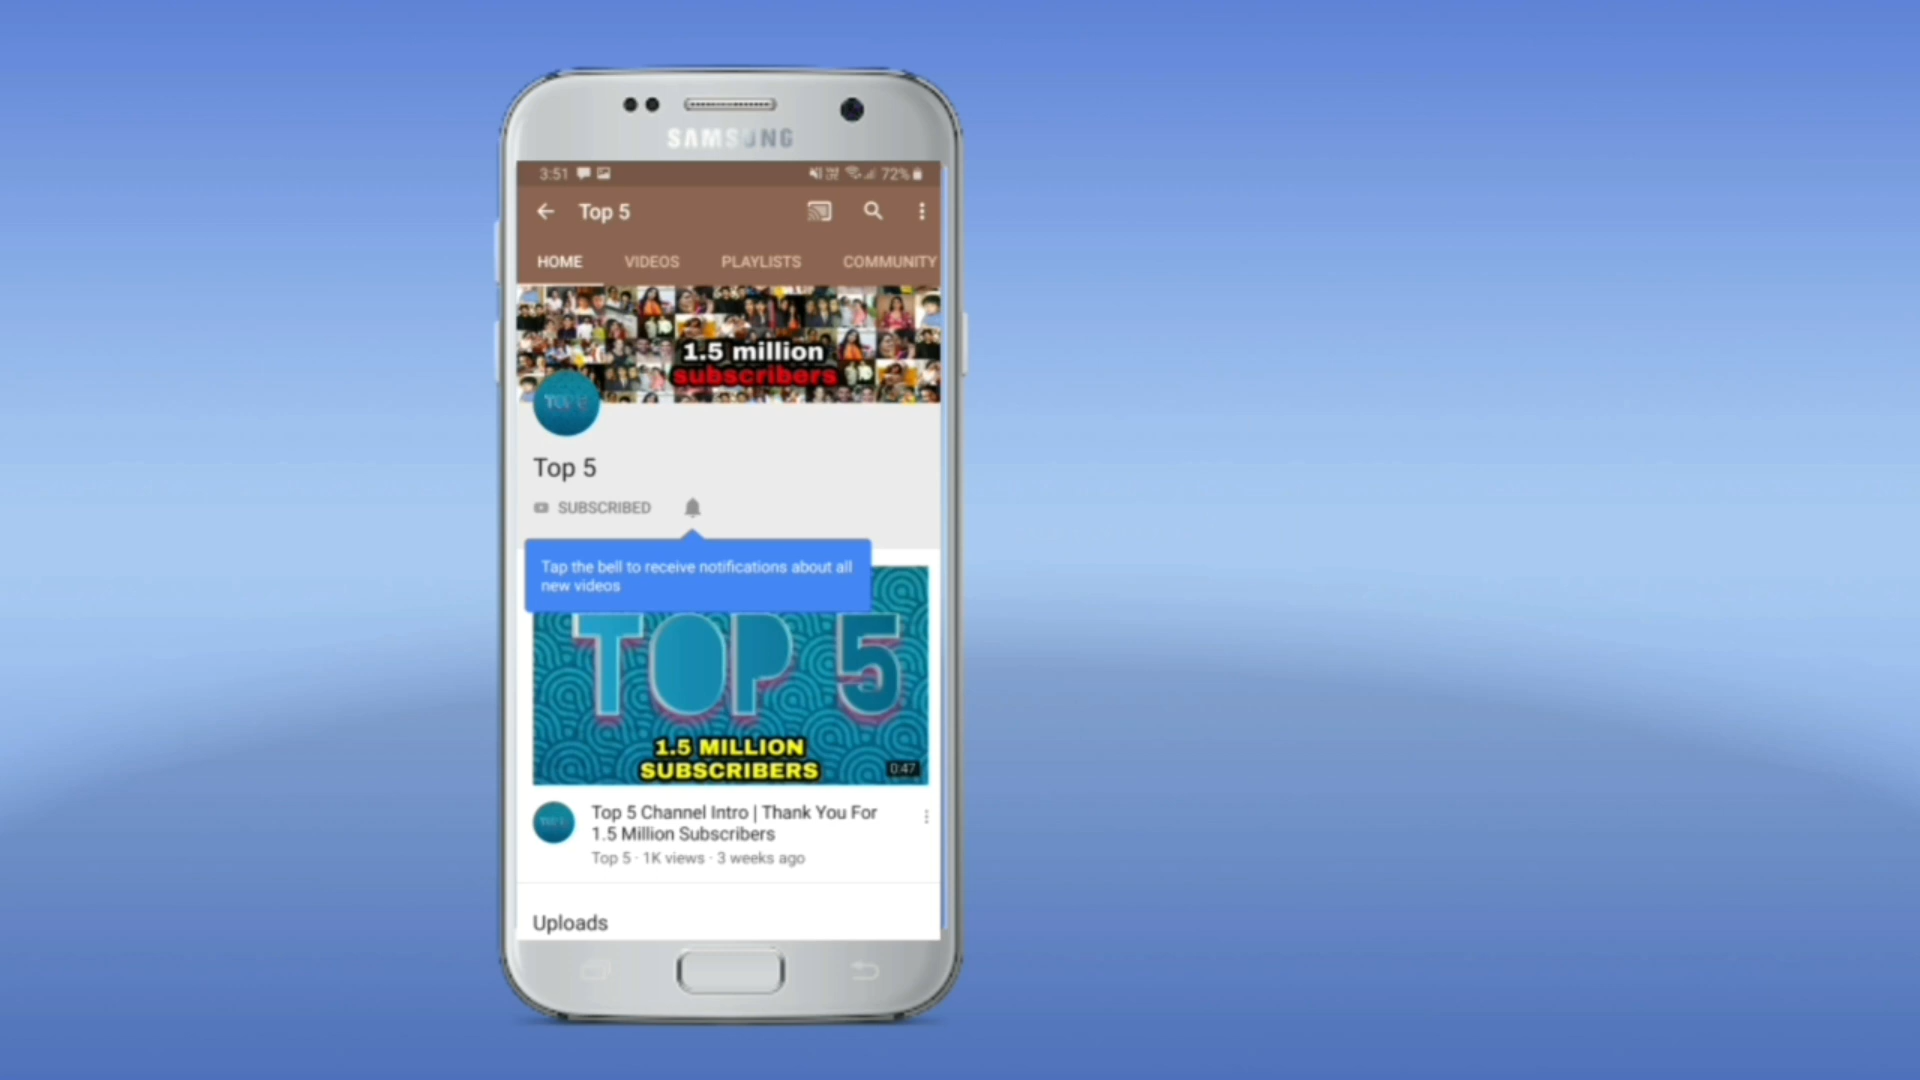 SAMSUNG
3:51 72%
Top 5
HOME VIDEOS PLAYLISTS COMMUNITY
1.5 million
subscribers
TOP 5
Top 5
SUBSCRIBED
Tap the bell to receive notifications about all
new videos
TOP 5
1.5 MILLION
SUBSCRIBERS
0:47
Top 5 Channel Intro | Thank You For
1.5 Million Subscribers
Top 5 · 1K views · 3 weeks ago
Uploads